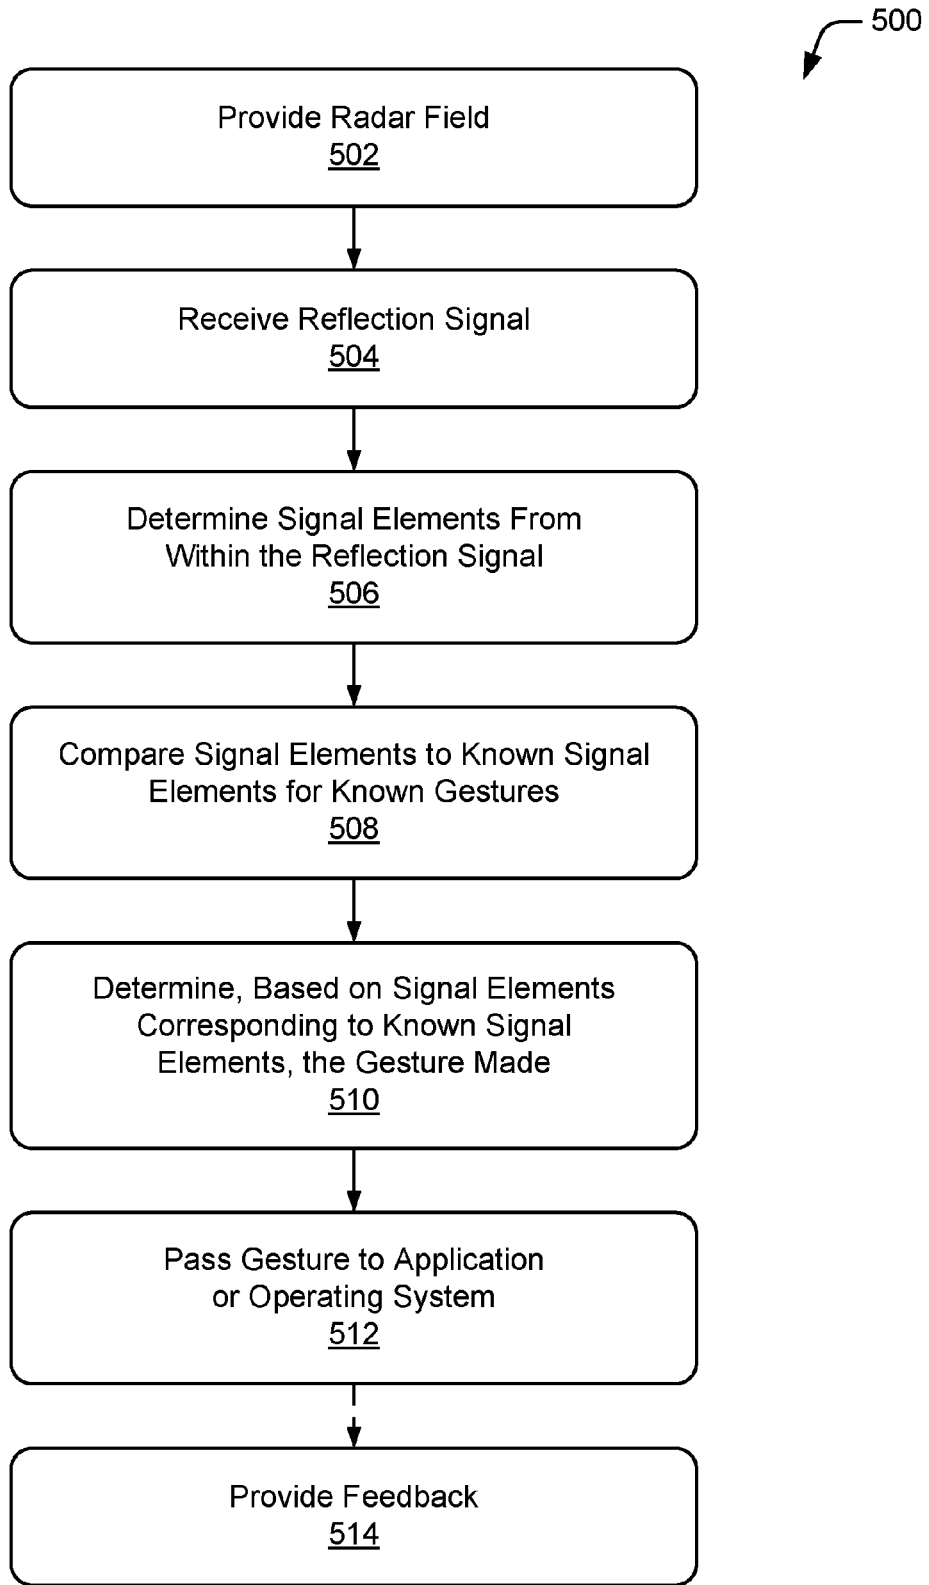 500
Provide Radar Field
502
Receive Reflection Signal
504
Determine Signal Elements From
Within the Reflection Signal
506
Compare Signal Elements to Known Signal
Elements for Known Gestures
508
Determine, Based on Signal Elements
Corresponding to Known Signal
Elements, the Gesture Made
510
Pass Gesture to Application
or Operating System
512
Provide Feedback
514